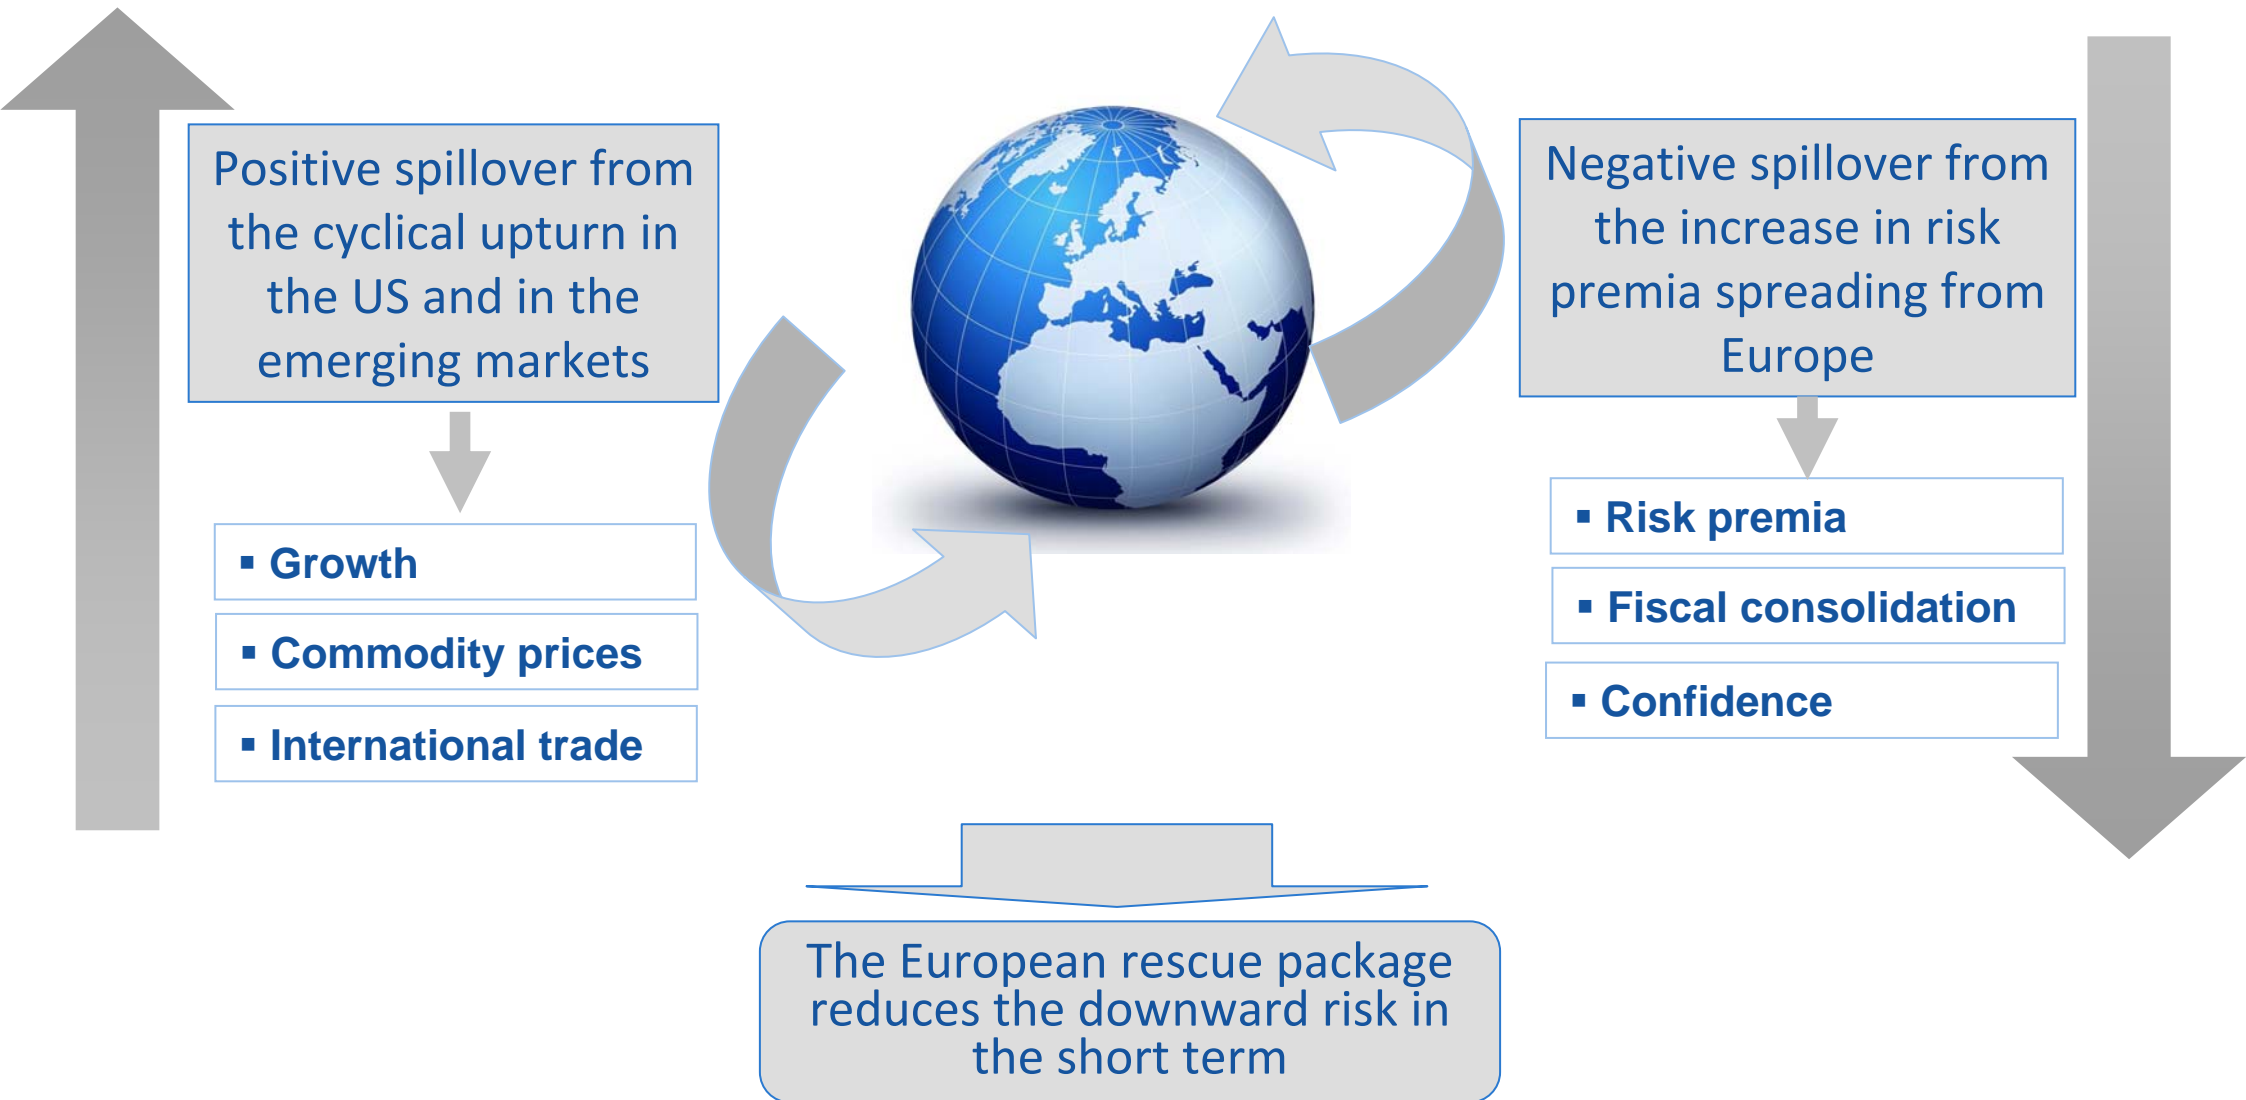 Positive spillover from
the cyclical upturn in
the US and in the
emerging markets
▪ Growth
▪ Commodity prices
▪ International trade
Negative spillover from
the increase in risk
premia spreading from
Europe
▪ Risk premia
▪ Fiscal consolidation
▪ Confidence
The European rescue package
reduces the downward risk in
the short term